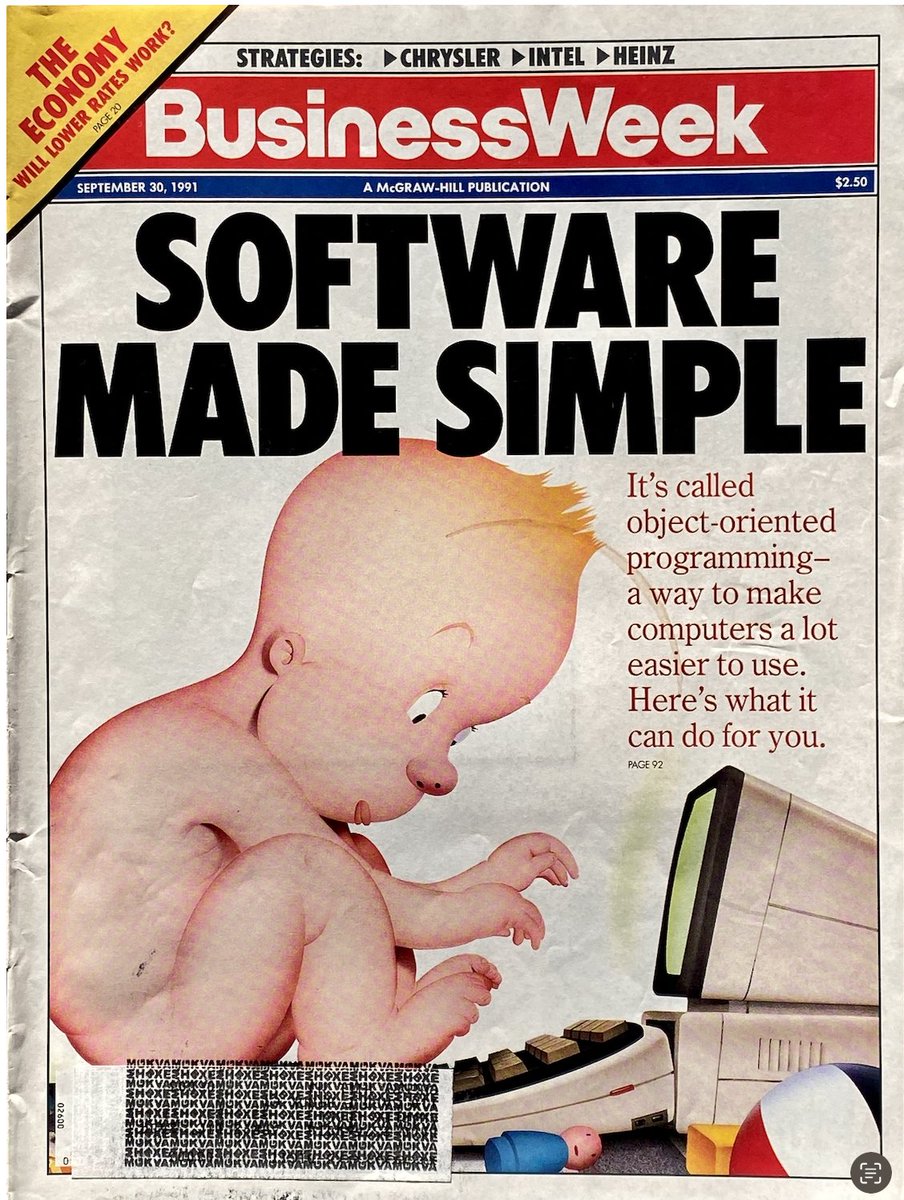 THE
ECONOMY
WILL LOWER RATES WORK?
PAGE 20
STRATEGIES: ▶CHRYSLER ▶INTEL ▶HEINZ
BusinessWeek
SEPTEMBER 30, 1991 A McGRAW-HILL PUBLICATION $2.50
SOFTWARE
MADE SIMPLE
It's called
object-oriented
programming–
a way to make
computers a lot
easier to use.
Here's what it
can do for you.
PAGE 92
02600